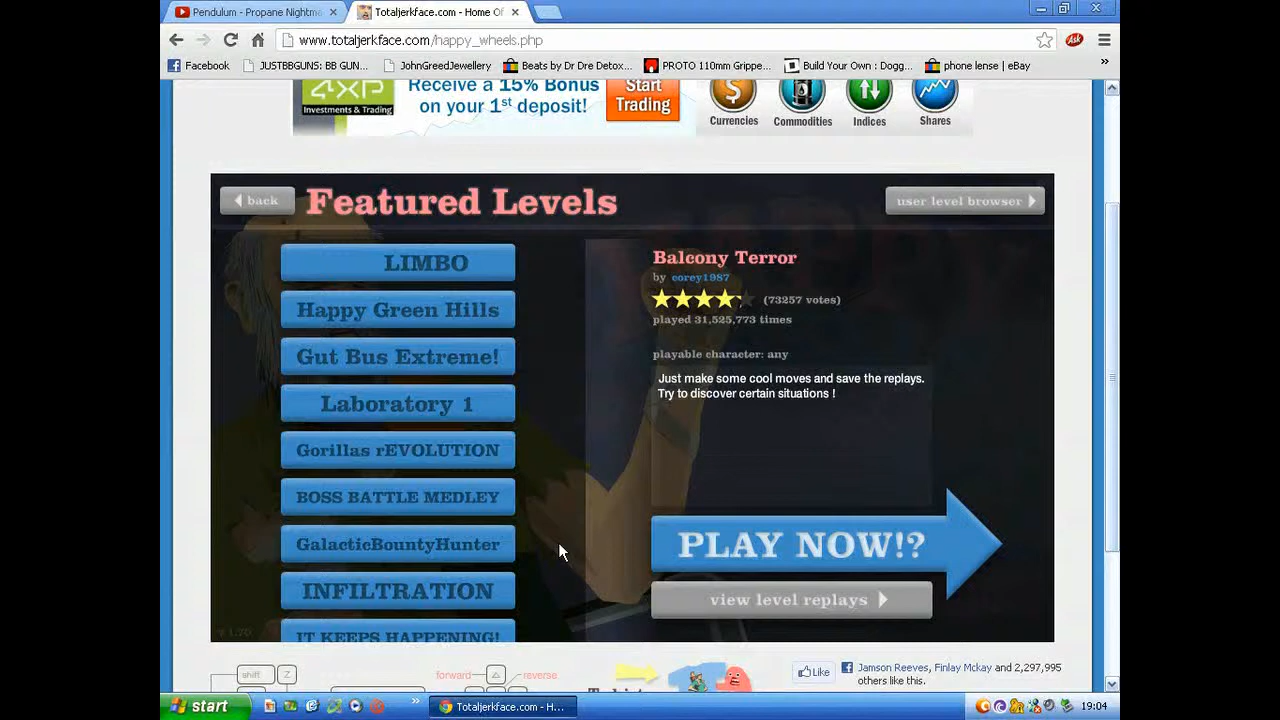 Pendulum - Propane Nightm
Totaljerkface.com - Home Of
www.totaljerkface.com/happy_wheels.php
Ask
Facebook
JUSTBBGUNS: BB GUN...
JohnGreedJewellery
Beats by Dr Dre Detox...
PROTO 110mm Grippe...
Build Your Own : Dogg...
phone lense | eBay
4XP
Investments & Trading
Receive a 15% Bonus
on your 1st deposit!
Start
Trading
Currencies
Commodities
Indices
Shares
back
Featured Levels
user level browser
LIMBO
Happy Green Hills
Gut Bus Extreme!
Laboratory 1
Gorillas rEVOLUTION
BOSS BATTLE MEDLEY
GalacticBountyHunter
INFILTRATION
IT KEEPS HAPPENING!
Balcony Terror
by corey1987
(73257 votes)
played 31,525,773 times
playable character: any
Just make some cool moves and save the replays.
Try to discover certain situations !
PLAY NOW!?
view level replays
v 1.70
shift
Z
forward
reverse
Like
Jamson Reeves, Finlay Mckay and 2,297,995
others like this.
start
Totaljerkface.com - H...
19:04